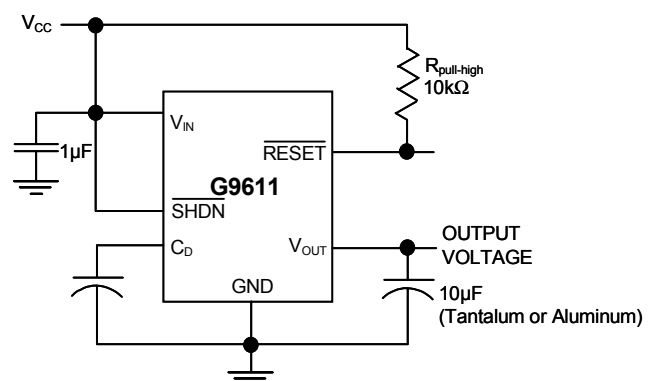 VCC
Rpull-high
10kΩ
1µF
VIN
RESET
G9611
SHDN
CD
VOUT
OUTPUT
VOLTAGE
GND
10µF
(Tantalum or Aluminum)